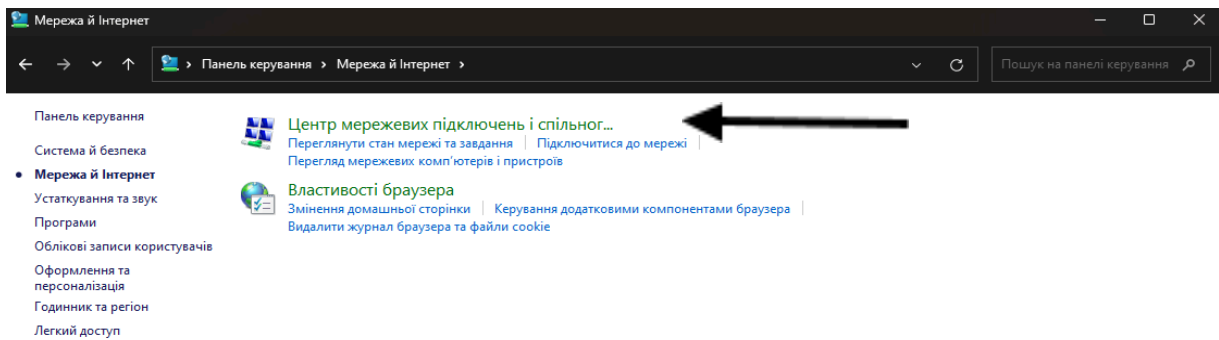 Мережа й Інтернет
Панель керування › Мережа й Інтернет ›
Пошук на панелі керування
Панель керування
Система й безпека
Мережа й Інтернет
Устаткування та звук
Програми
Облікові записи користувачів
Оформлення та
персоналізація
Годинник та регіон
Легкий доступ
Центр мережевих підключень і спільног...
Переглянути стан мережі та завдання | Підключитися до мережі
Перегляд мережевих комп'ютерів і пристроїв
Властивості браузера
Змінення домашньої сторінки | Керування додатковими компонентами браузера
Видалити журнал браузера та файли cookie